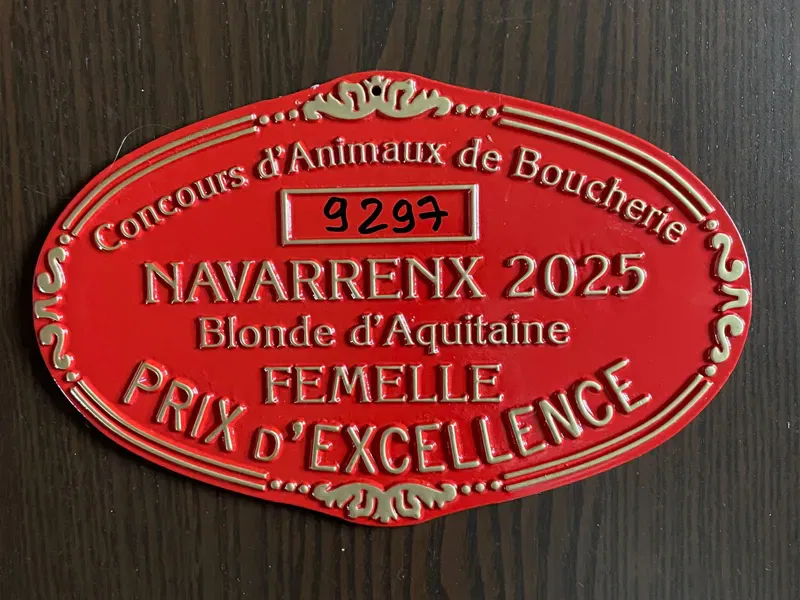 Concours d'Animaux de Boucherie
9297
NAVARRENX 2025
Blonde d'Aquitaine
FEMELLE
PRIX D'EXCELLENCE